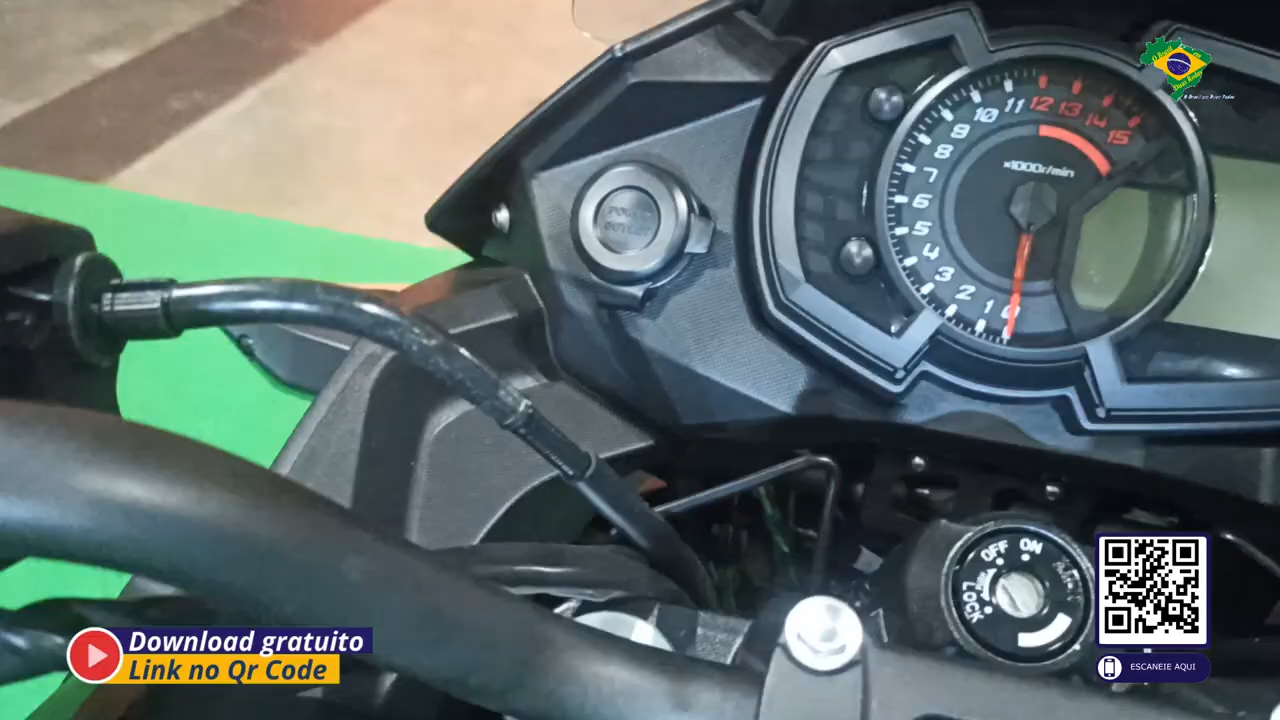 POWER
OUTLET
11 12 13
10 14
9 15
8
7 ×1000r/min
6
5
4
3
2
1 0
OFF ON
LOCK
Download gratuito
Link no Qr Code
ESCANEIE AQUI